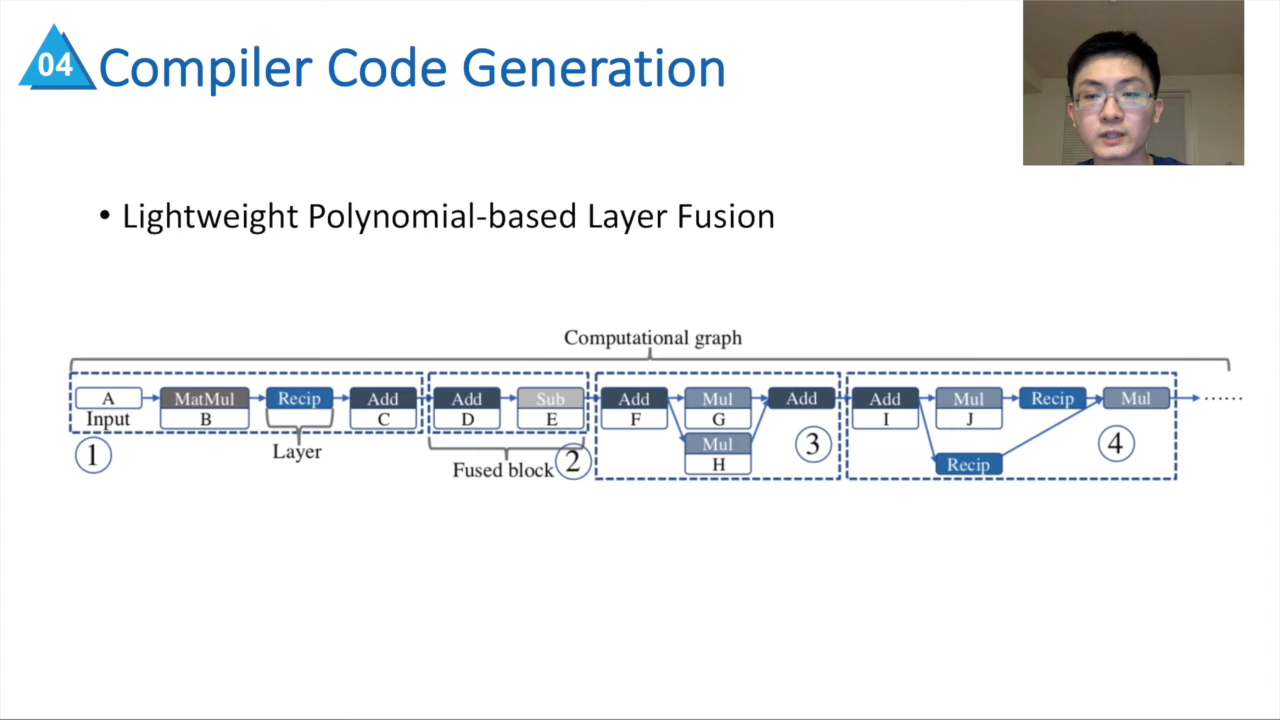 04 Compiler Code Generation
• Lightweight Polynomial-based Layer Fusion
Computational graph
A MatMul Recip Add Add Sub Add Mul Add Add Mul Recip Mul ......
Input B C D E F G I J
Mul
H
Recip
1 Layer Fused block 2 3 4